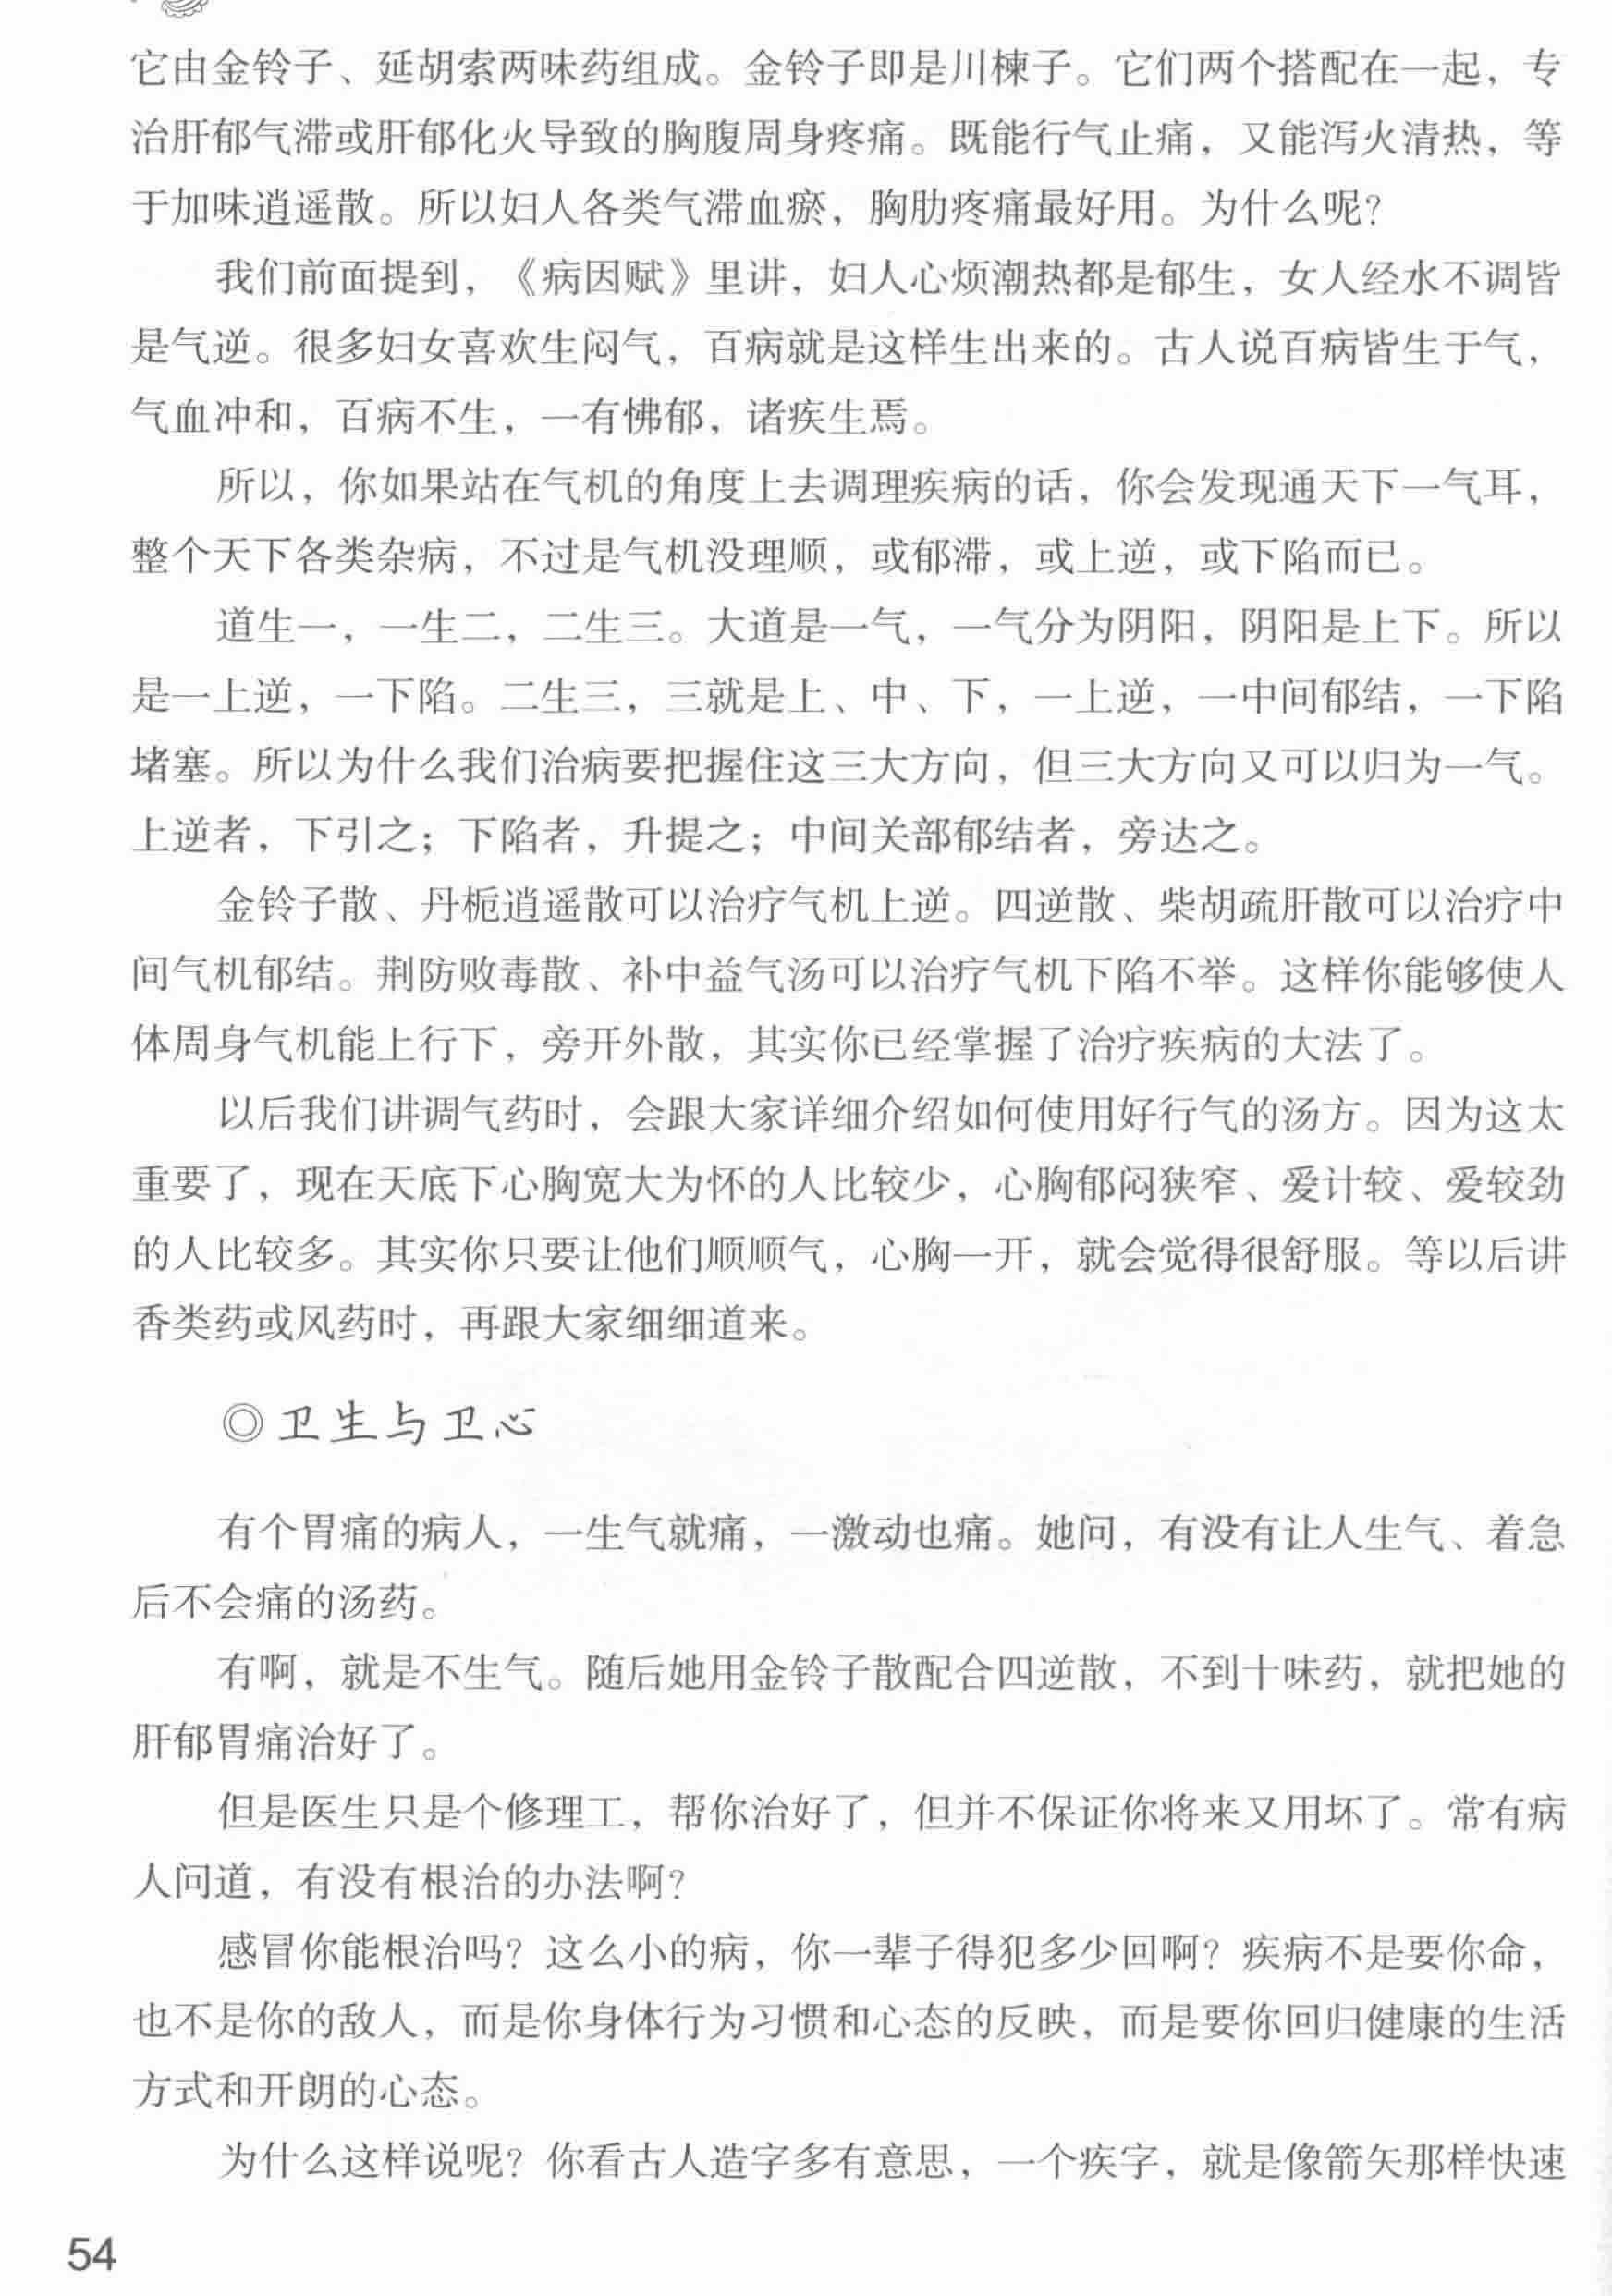 它由金铃子、延胡索两味药组成。金铃子即是川楝子。它们两个搭配在一起，专
治肝郁气滞或肝郁化火导致的胸腹周身疼痛。既能行气止痛，又能泻火清热，等
于加味逍遥散。所以妇人各类气滞血瘀，胸肋疼痛最好用。为什么呢？
我们前面提到，《病因赋》里讲，妇人心烦潮热都是郁生，女人经水不调皆
是气逆。很多妇女喜欢生闷气，百病就是这样生出来的。古人说百病皆生于气，
气血冲和，百病不生，一有怫郁，诸疾生焉。
所以，你如果站在气机的角度上去调理疾病的话，你会发现通天下一气耳，
整个天下各类杂病，不过是气机没理顺，或郁滞，或上逆，或下陷而已。
道生一，一生二，二生三。大道是一气，一气分为阴阳，阴阳是上下。所以
是一上逆，一下陷。二生三，三就是上、中、下，一上逆，一中间郁结，一下陷
堵塞。所以为什么我们治病要把握住这三大方向，但三大方向又可以归为一气。
上逆者，下引之；下陷者，升提之；中间关部郁结者，旁达之。
金铃子散、丹栀逍遥散可以治疗气机上逆。四逆散、柴胡疏肝散可以治疗中
间气机郁结。荆防败毒散、补中益气汤可以治疗气机下陷不举。这样你能够使人
体周身气机能上行下，旁开外散，其实你已经掌握了治疗疾病的大法了。
以后我们讲调气药时，会跟大家详细介绍如何使用好行气的汤方。因为这太
重要了，现在天底下心胸宽大为怀的人比较少，心胸郁闷狭窄、爱计较、爱较劲
的人比较多。其实你只要让他们顺顺气，心胸一开，就会觉得很舒服。等以后讲
香类药或风药时，再跟大家细细道来。
◎卫生与卫心
有个胃痛的病人，一生气就痛，一激动也痛。她问，有没有让人生气、着急
后不会痛的汤药。
有啊，就是不生气。随后她用金铃子散配合四逆散，不到十味药，就把她的
肝郁胃痛治好了。
但是医生只是个修理工，帮你治好了，但并不保证你将来又用坏了。常有病
人问道，有没有根治的办法啊？
感冒你能根治吗？这么小的病，你一辈子得犯多少回啊？疾病不是要你命，
也不是你的敌人，而是你身体行为习惯和心态的反映，而是要你回归健康的生活
方式和开朗的心态。
为什么这样说呢？你看古人造字多有意思，一个疾字，就是像箭矢那样快速
54